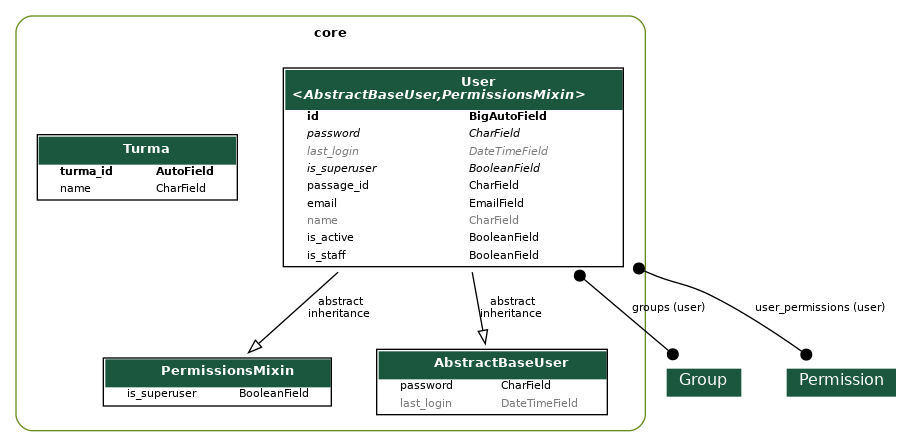 core
User
<AbstractBaseUser,PermissionsMixin>
id BigAutoField
password CharField
last_login DateTimeField
is_superuser BooleanField
passage_id CharField
email EmailField
name CharField
is_active BooleanField
is_staff BooleanField
Turma
turma_id AutoField
name CharField
abstract
inheritance
abstract
inheritance
groups (user)
user_permissions (user)
PermissionsMixin
is_superuser BooleanField
AbstractBaseUser
password CharField
last_login DateTimeField
Group
Permission